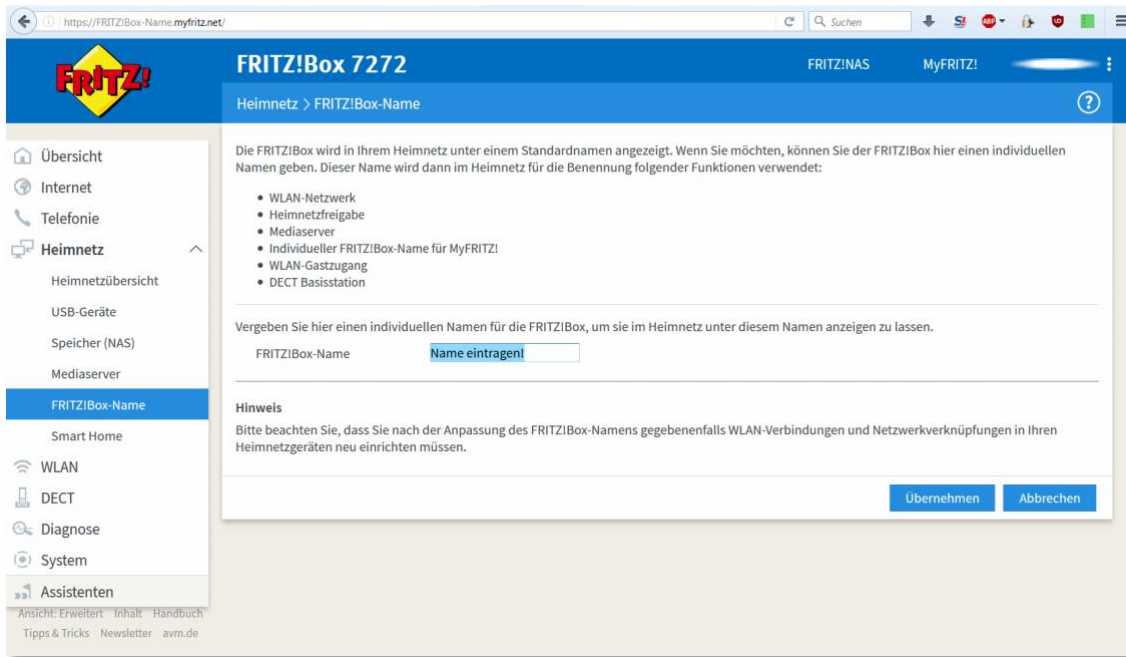 https://FRITZ!Box-Name.myfritz.net/
Suchen
S!
ABP
FRITZ!
FRITZ!Box 7272
FRITZ!NAS
MyFRITZ!
Heimnetz > FRITZ!Box-Name
?
Übersicht
Internet
Telefonie
Heimnetz
Heimnetzübersicht
USB-Geräte
Speicher (NAS)
Mediaserver
FRITZ!Box-Name
Smart Home
WLAN
DECT
Diagnose
System
Assistenten
Ansicht: Erweitert Inhalt Handbuch
Tipps & Tricks Newsletter avm.de
Die FRITZ!Box wird in Ihrem Heimnetz unter einem Standardnamen angezeigt. Wenn Sie möchten, können Sie der FRITZ!Box hier einen individuellen
Namen geben. Dieser Name wird dann im Heimnetz für die Benennung folgender Funktionen verwendet:
• WLAN-Netzwerk
• Heimnetzfreigabe
• Mediaserver
• Individueller FRITZ!Box-Name für MyFRITZ!
• WLAN-Gastzugang
• DECT Basisstation
Vergeben Sie hier einen individuellen Namen für die FRITZ!Box, um sie im Heimnetz unter diesem Namen anzeigen zu lassen.
FRITZ!Box-Name
Name eintragen!
Hinweis
Bitte beachten Sie, dass Sie nach der Anpassung des FRITZ!Box-Namens gegebenenfalls WLAN-Verbindungen und Netzwerkverknüpfungen in Ihren
Heimnetzgeräten neu einrichten müssen.
Übernehmen
Abbrechen